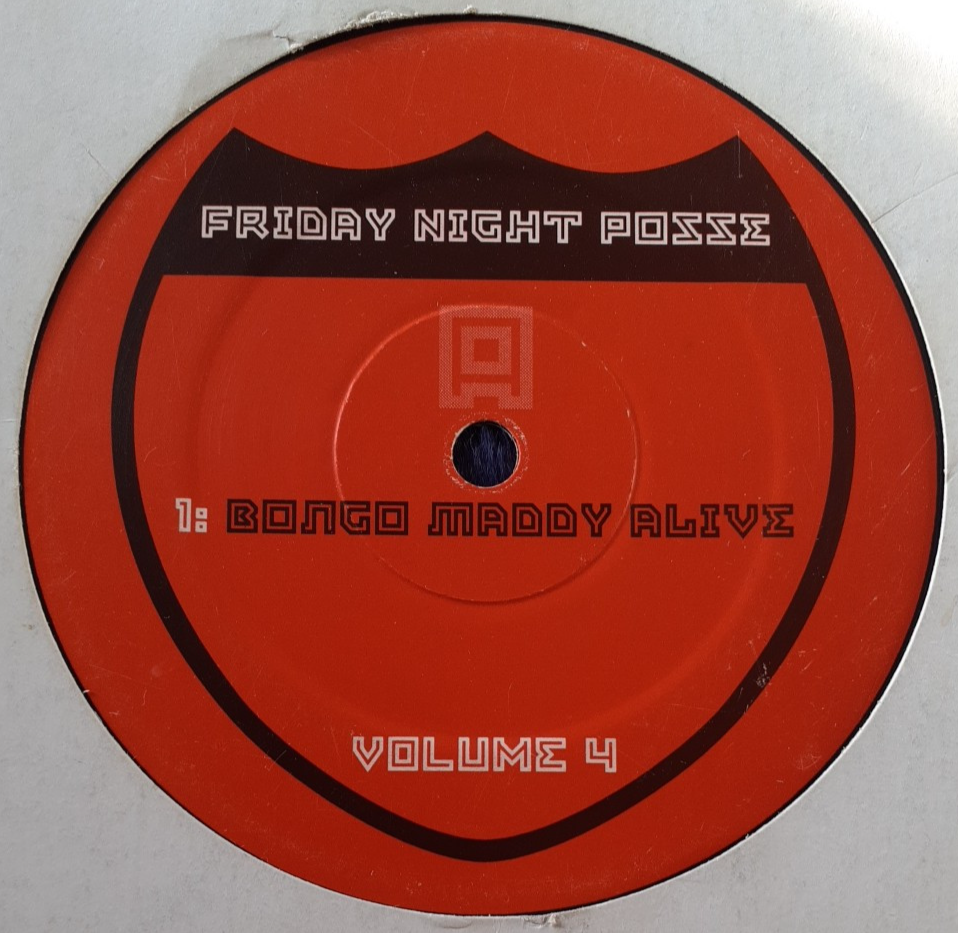 FRIDAY NIGHT POSSE
1: BONGO MADDY ALIVE
VOLUME 4